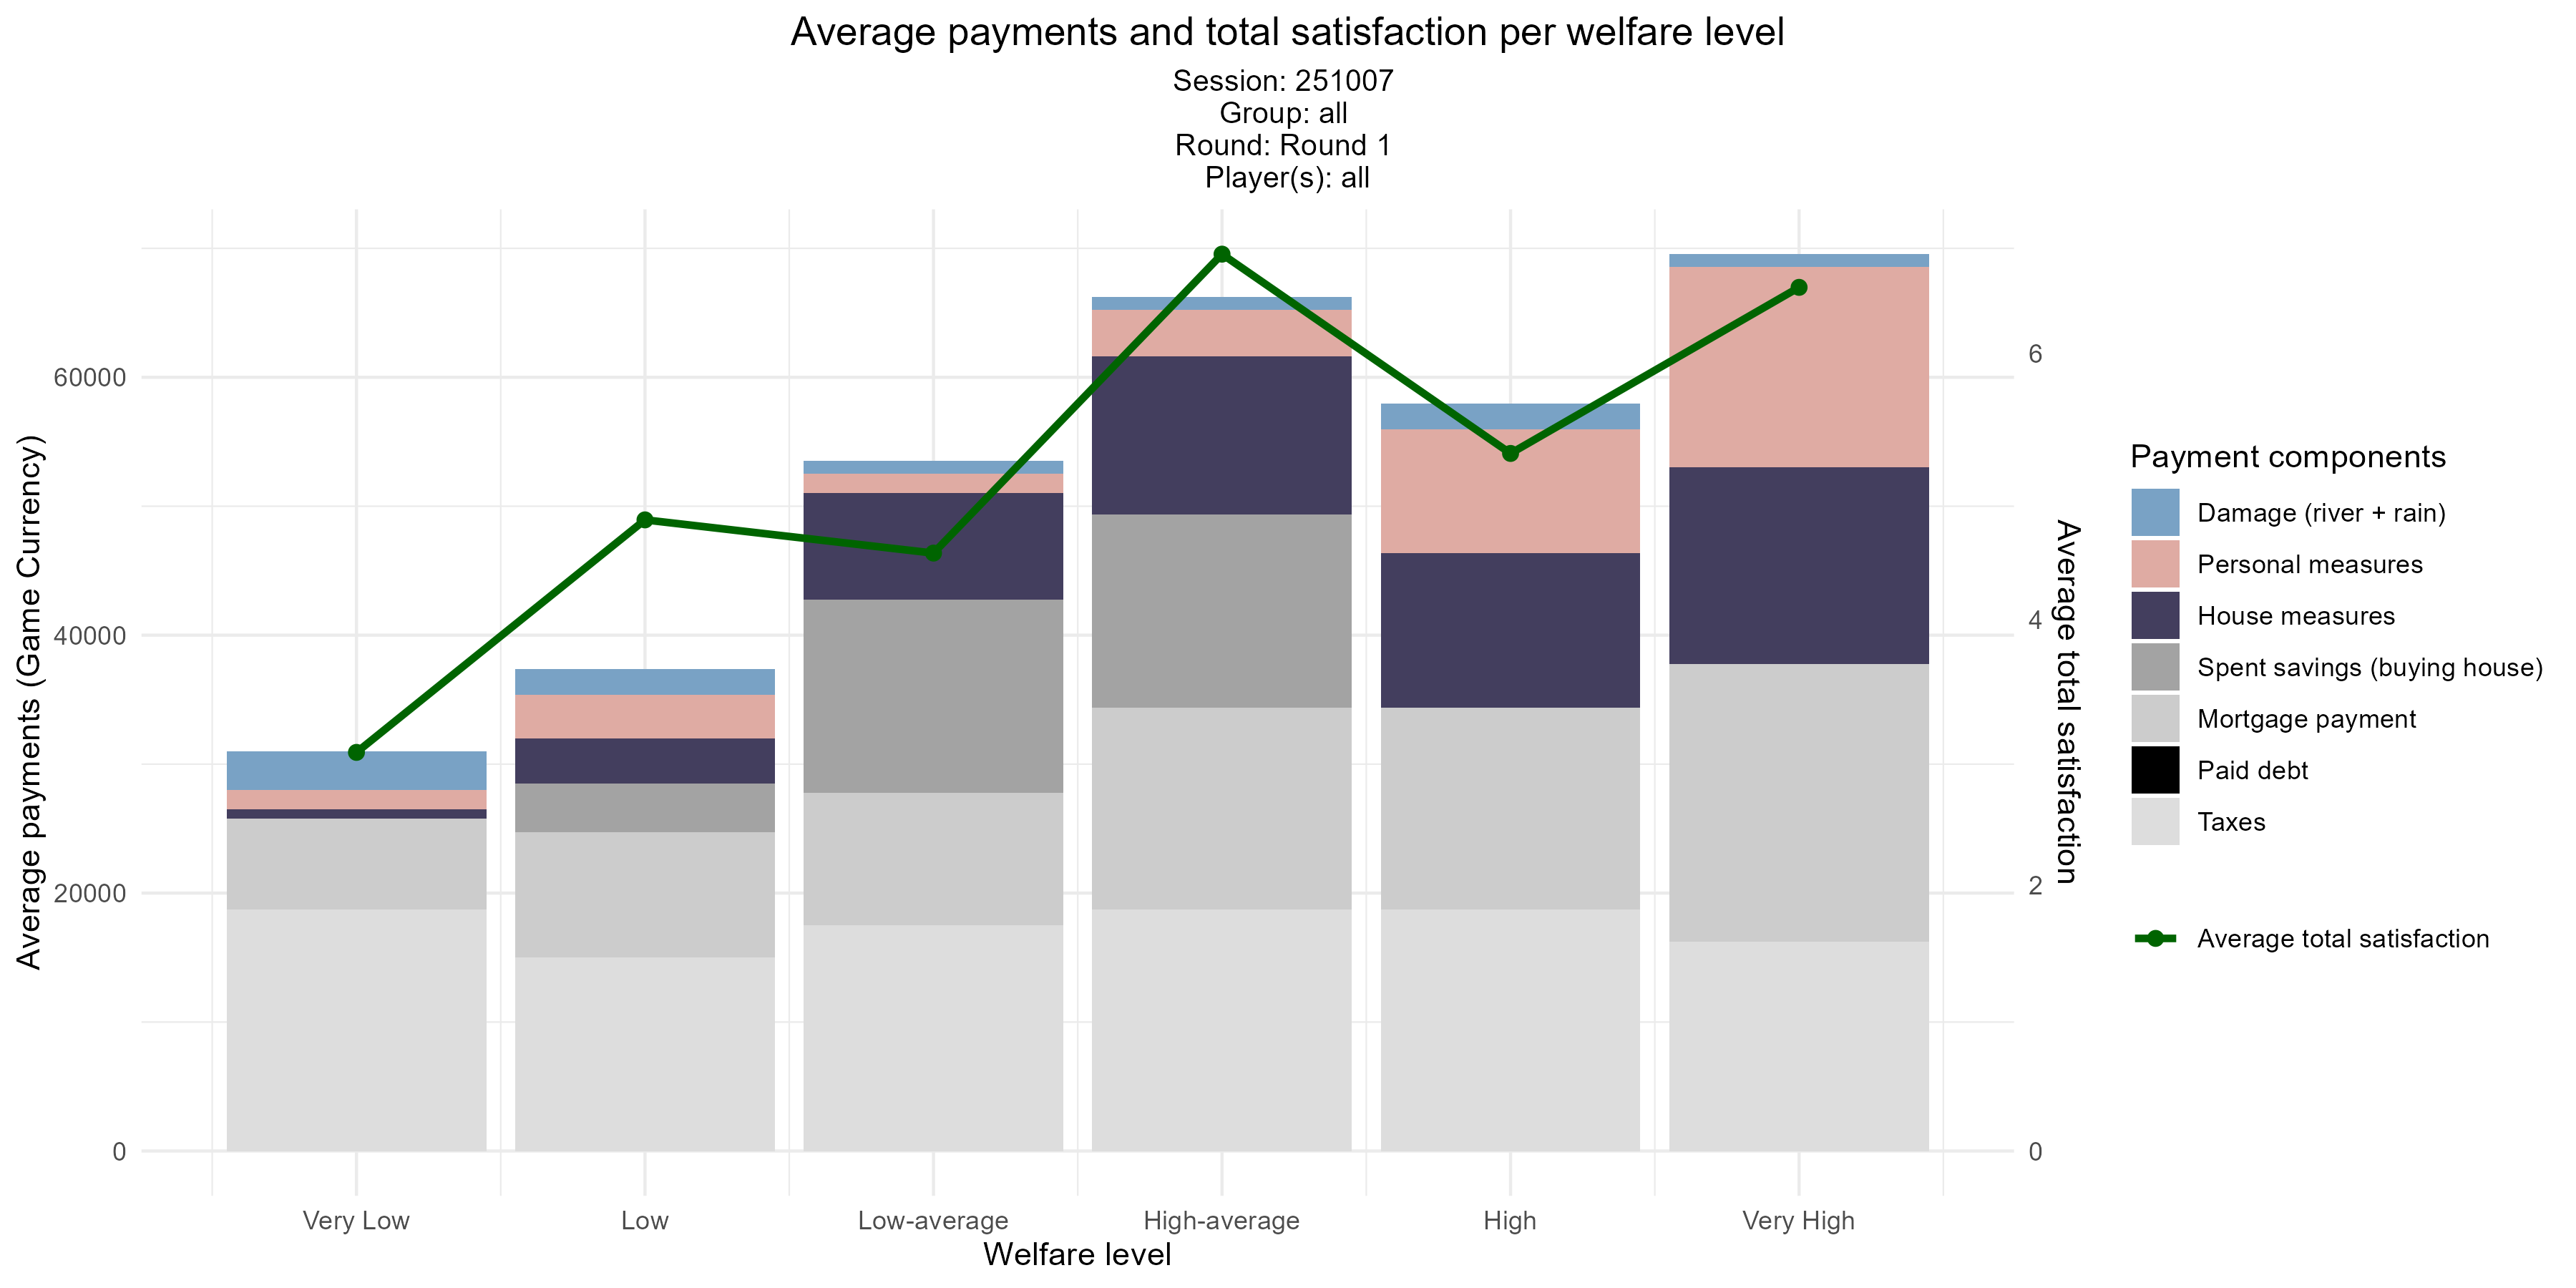 Average payments and total satisfaction per welfare level
Session: 251007
Group: all
Round: Round 1
Player(s): all
Average payments (Game Currency)
60000
40000
20000
0
6
4
2
0
Average total satisfaction
Very Low
Low
Low-average
High-average
High
Very High
Welfare level
Payment components
Damage (river + rain)
Personal measures
House measures
Spent savings (buying house)
Mortgage payment
Paid debt
Taxes
Average total satisfaction